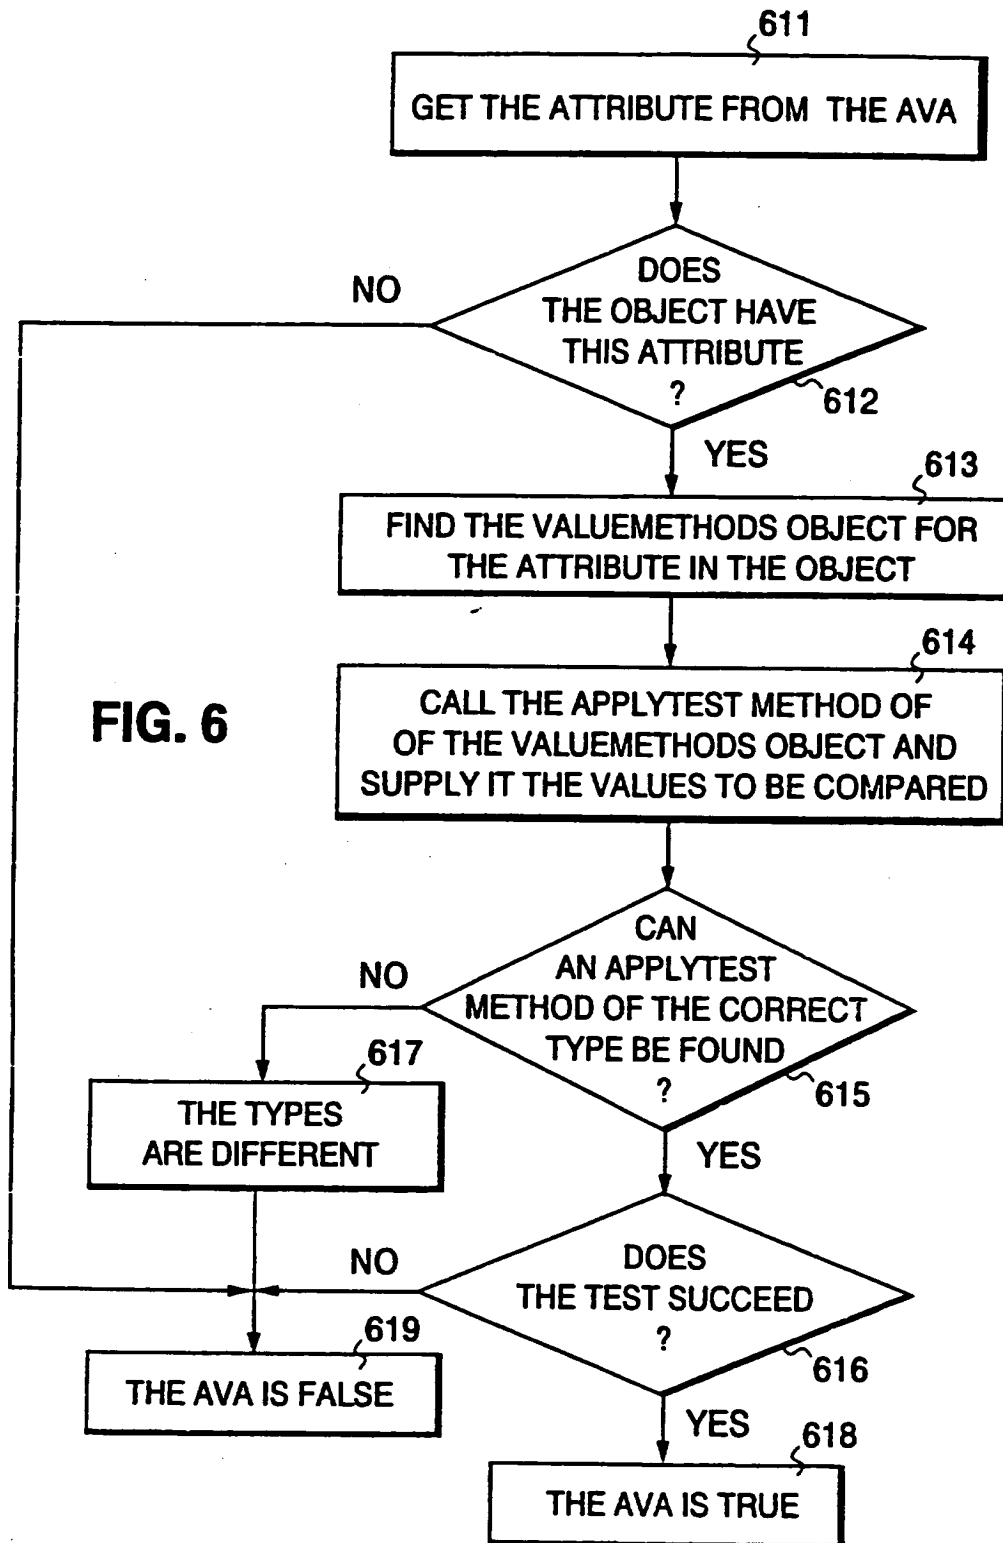 611
GET THE ATTRIBUTE FROM THE AVA
NO
DOES
THE OBJECT HAVE
THIS ATTRIBUTE
?
612
YES
613
FIND THE VALUEMETHODS OBJECT FOR
THE ATTRIBUTE IN THE OBJECT
614
CALL THE APPLYTEST METHOD OF
OF THE VALUEMETHODS OBJECT AND
SUPPLY IT THE VALUES TO BE COMPARED
FIG. 6
CAN
AN APPLYTEST
METHOD OF THE CORRECT
TYPE BE FOUND
?
615
NO
617
THE TYPES
ARE DIFFERENT
YES
DOES
THE TEST SUCCEED
?
616
NO
619
THE AVA IS FALSE
YES
618
THE AVA IS TRUE